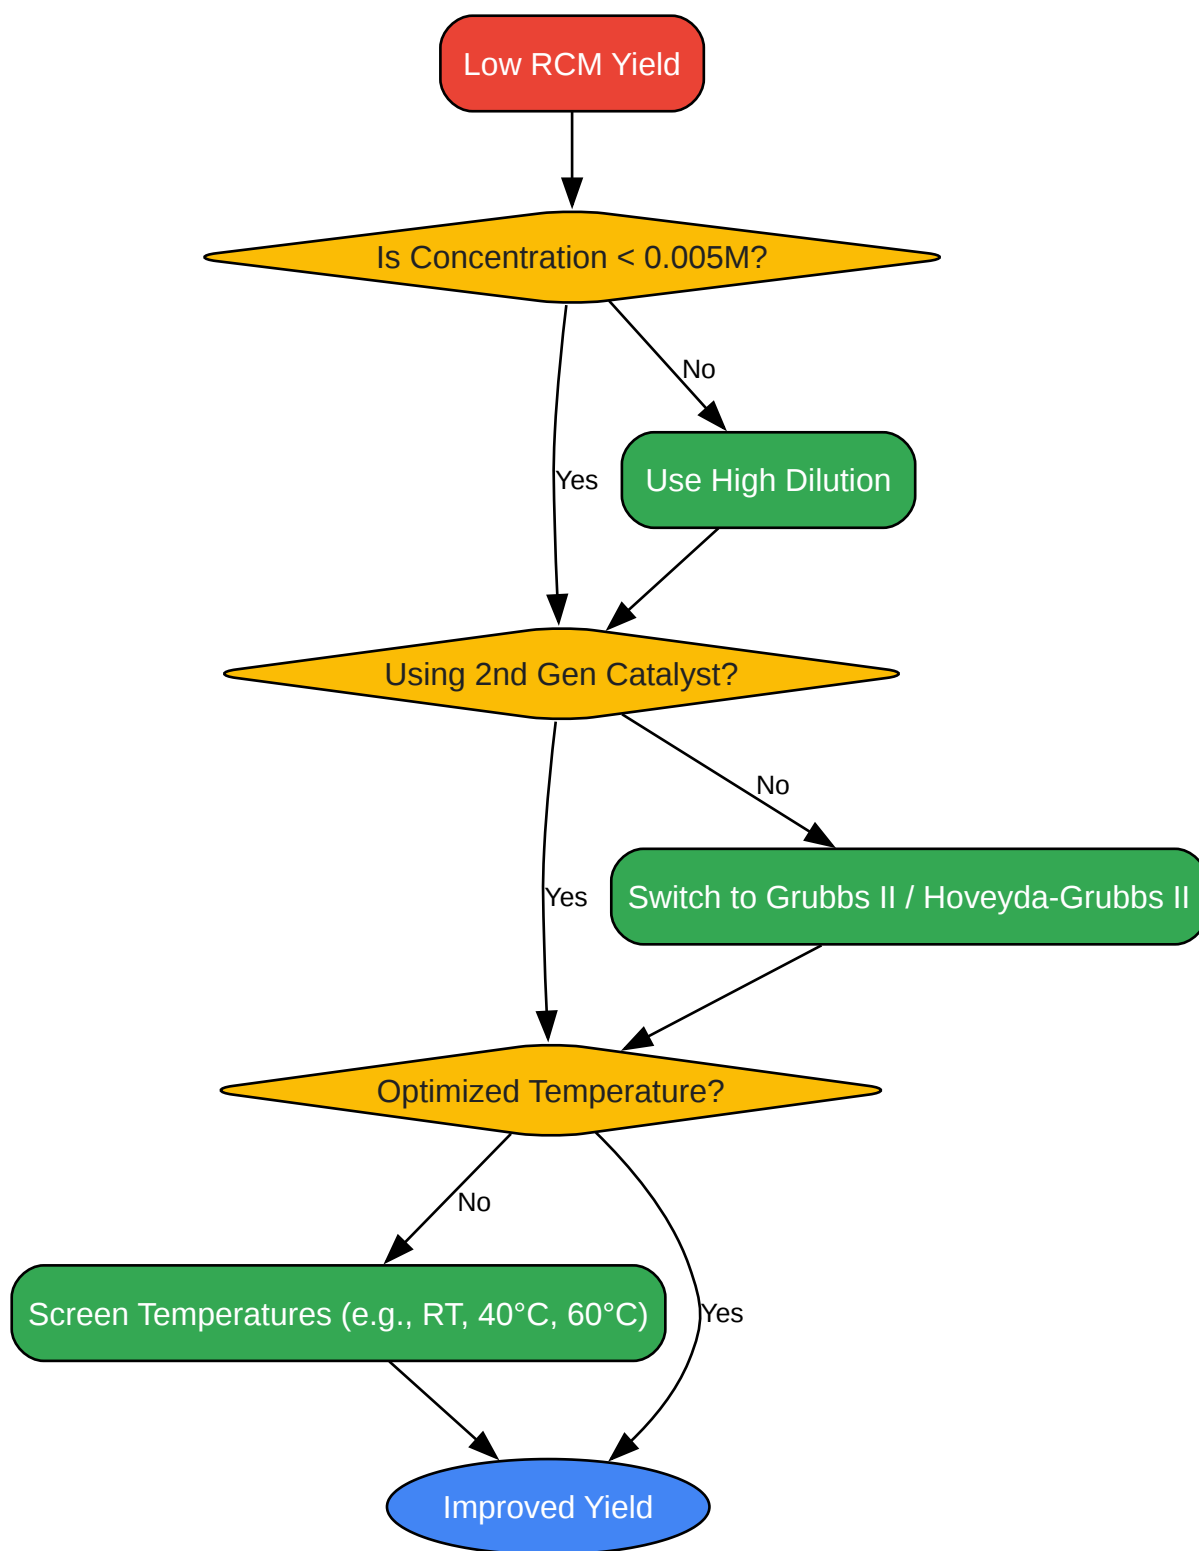 Low RCM Yield
Is Concentration < 0.005M?
No
Yes
Use High Dilution
Using 2nd Gen Catalyst?
No
Yes
Switch to Grubbs II / Hoveyda-Grubbs II
Optimized Temperature?
No
Screen Temperatures (e.g., RT, 40°C, 60°C)
Yes
Improved Yield